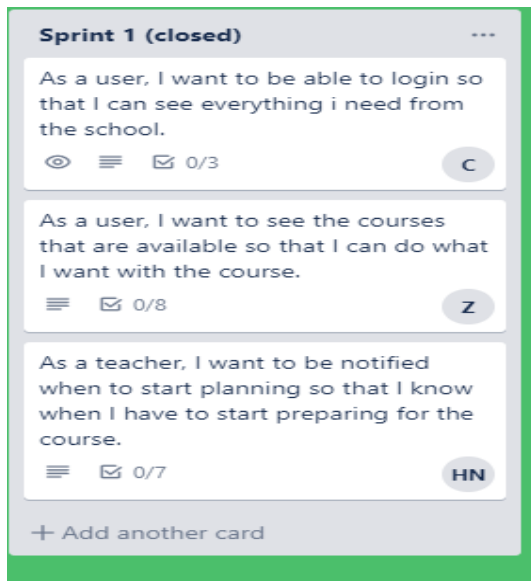 Sprint 1 (closed) ...
As a user, I want to be able to login so
that I can see everything i need from
the school.
0/3 C
As a user, I want to see the courses
that are available so that I can do what
I want with the course.
0/8 Z
As a teacher, I want to be notified
when to start planning so that I know
when I have to start preparing for the
course.
0/7 HN
+ Add another card